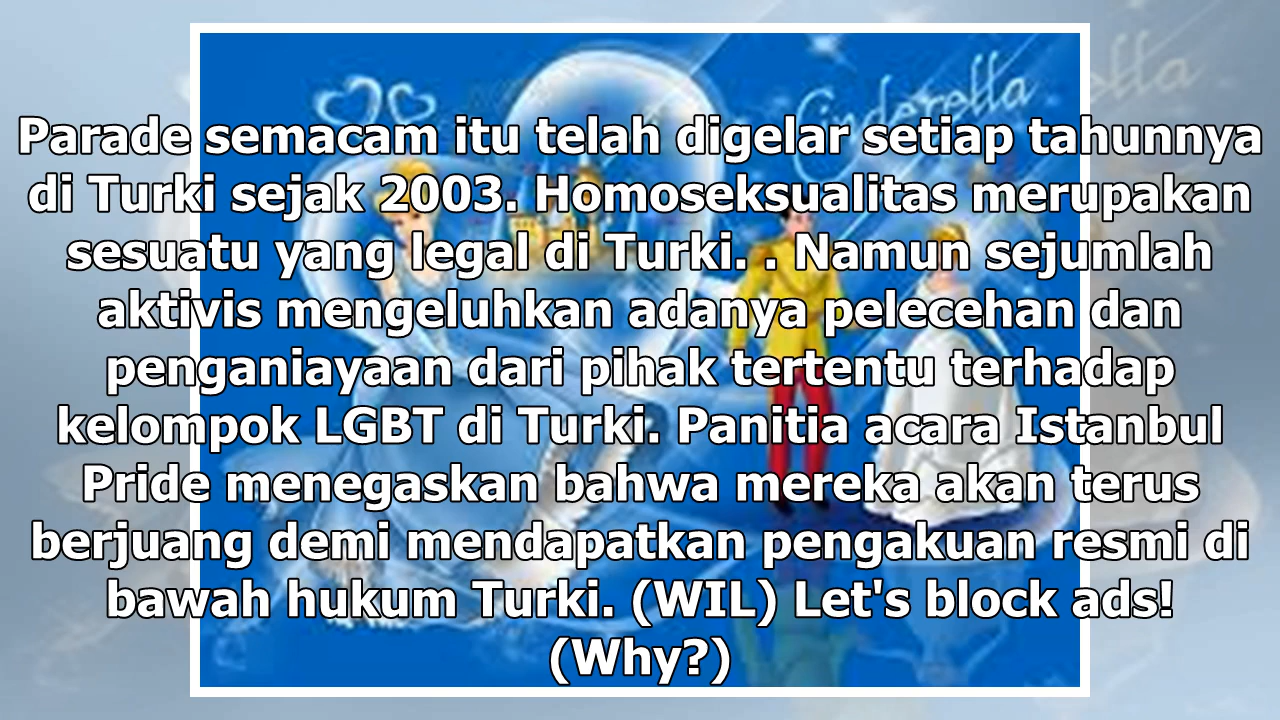 Cinderella
Parade semacam itu telah digelar setiap tahunnya
di Turki sejak 2003. Homoseksualitas merupakan
sesuatu yang legal di Turki. . Namun sejumlah
aktivis mengeluhkan adanya pelecehan dan
penganiayaan dari pihak tertentu terhadap
kelompok LGBT di Turki. Panitia acara Istanbul
Pride menegaskan bahwa mereka akan terus
berjuang demi mendapatkan pengakuan resmi di
bawah hukum Turki. (WIL) Let's block ads!
(Why?)